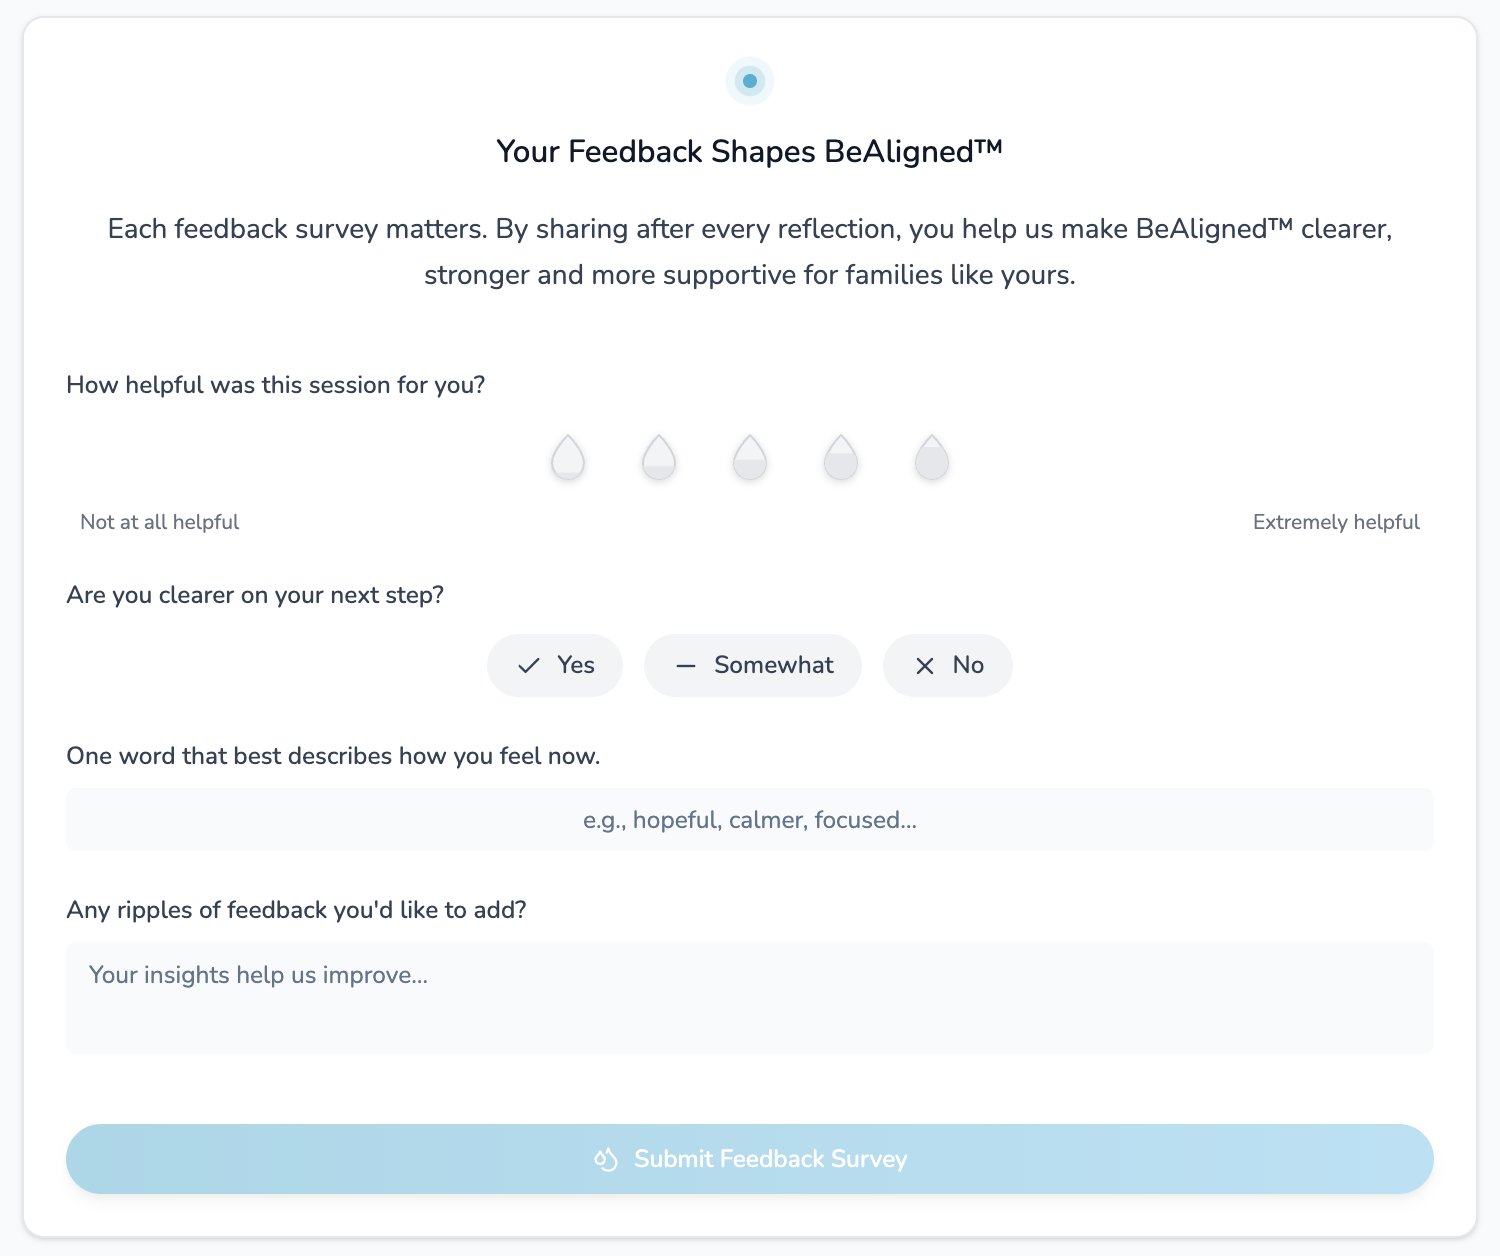 Your Feedback Shapes BeAligned™
Each feedback survey matters. By sharing after every reflection, you help us make BeAligned™ clearer,
stronger and more supportive for families like yours.
How helpful was this session for you?
Not at all helpful
Extremely helpful
Are you clearer on your next step?
Yes
Somewhat
No
One word that best describes how you feel now.
e.g., hopeful, calmer, focused...
Any ripples of feedback you'd like to add?
Your insights help us improve...
Submit Feedback Survey